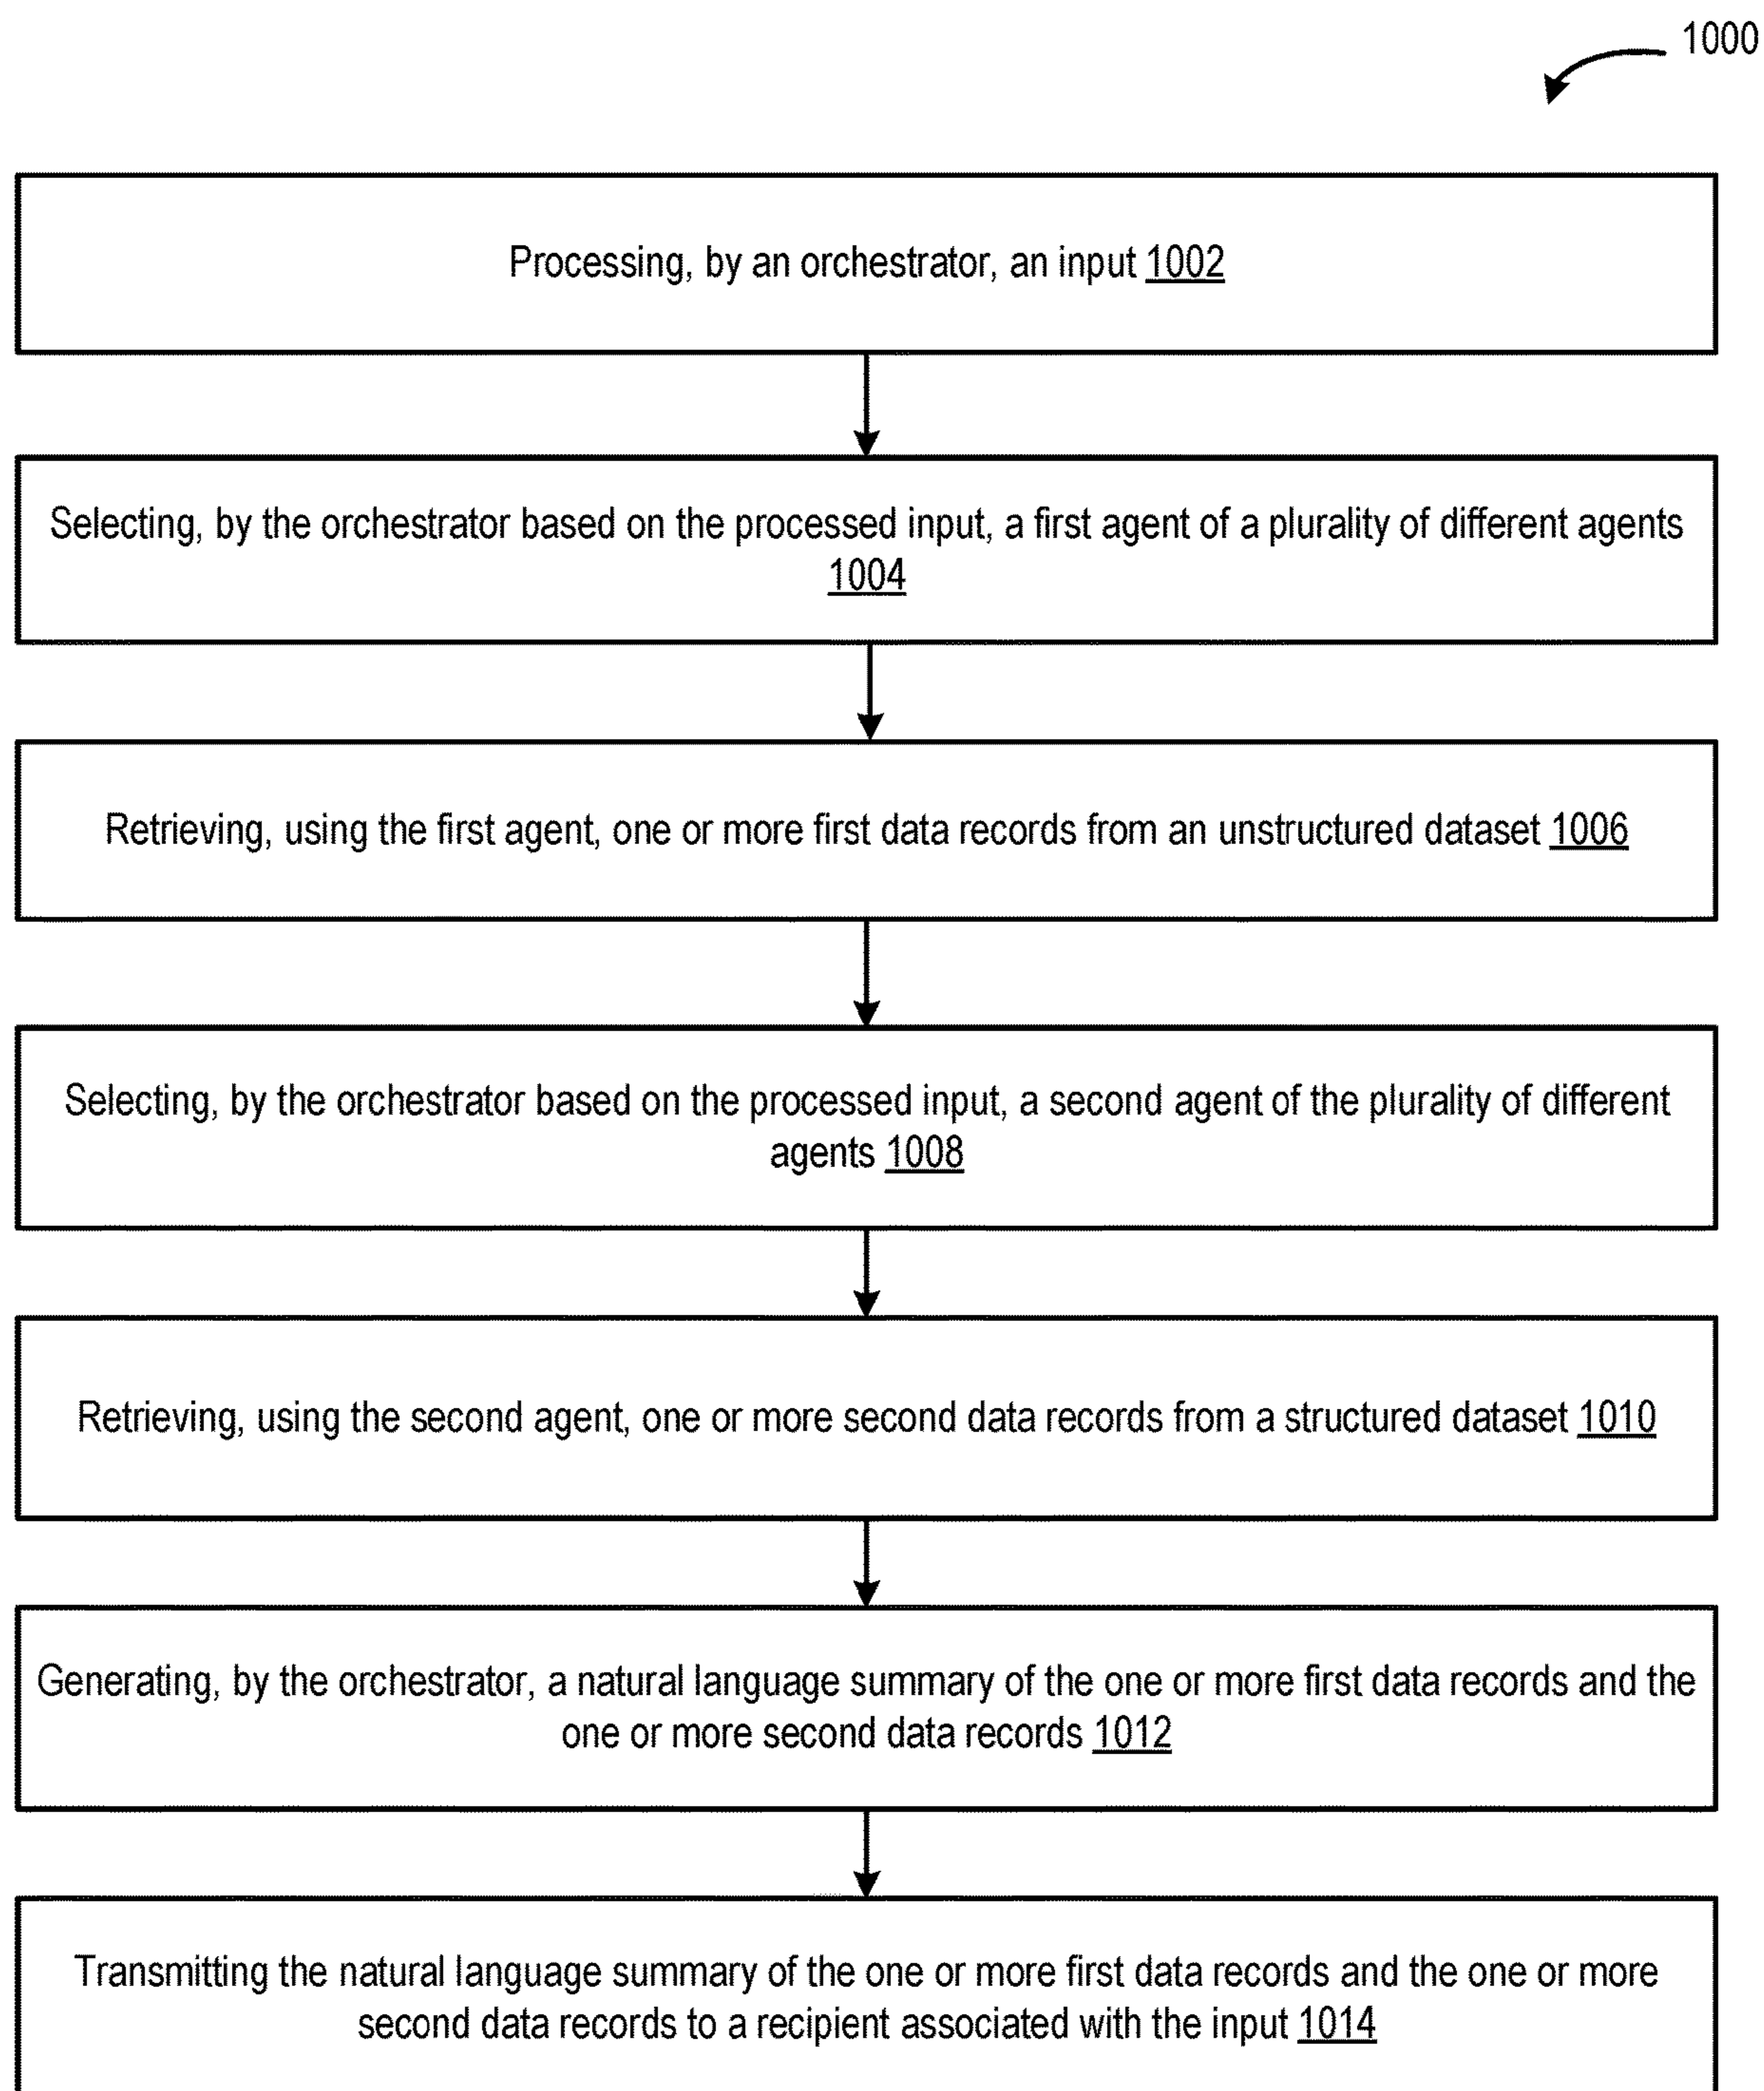 1000
Processing, by an orchestrator, an input 1002
Selecting, by the orchestrator based on the processed input, a first agent of a plurality of different agents
1004
Retrieving, using the first agent, one or more first data records from an unstructured dataset 1006
Selecting, by the orchestrator based on the processed input, a second agent of the plurality of different
agents 1008
Retrieving, using the second agent, one or more second data records from a structured dataset 1010
Generating, by the orchestrator, a natural language summary of the one or more first data records and the
one or more second data records 1012
Transmitting the natural language summary of the one or more first data records and the one or more
second data records to a recipient associated with the input 1014